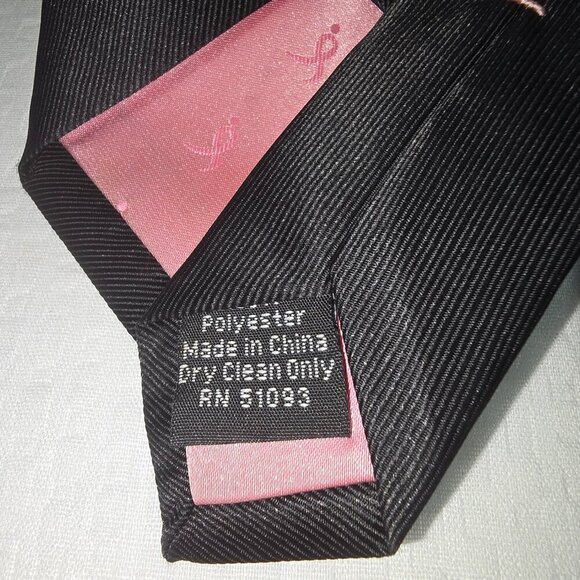 Polyester
Made in China
Dry Clean Only
RN 51093